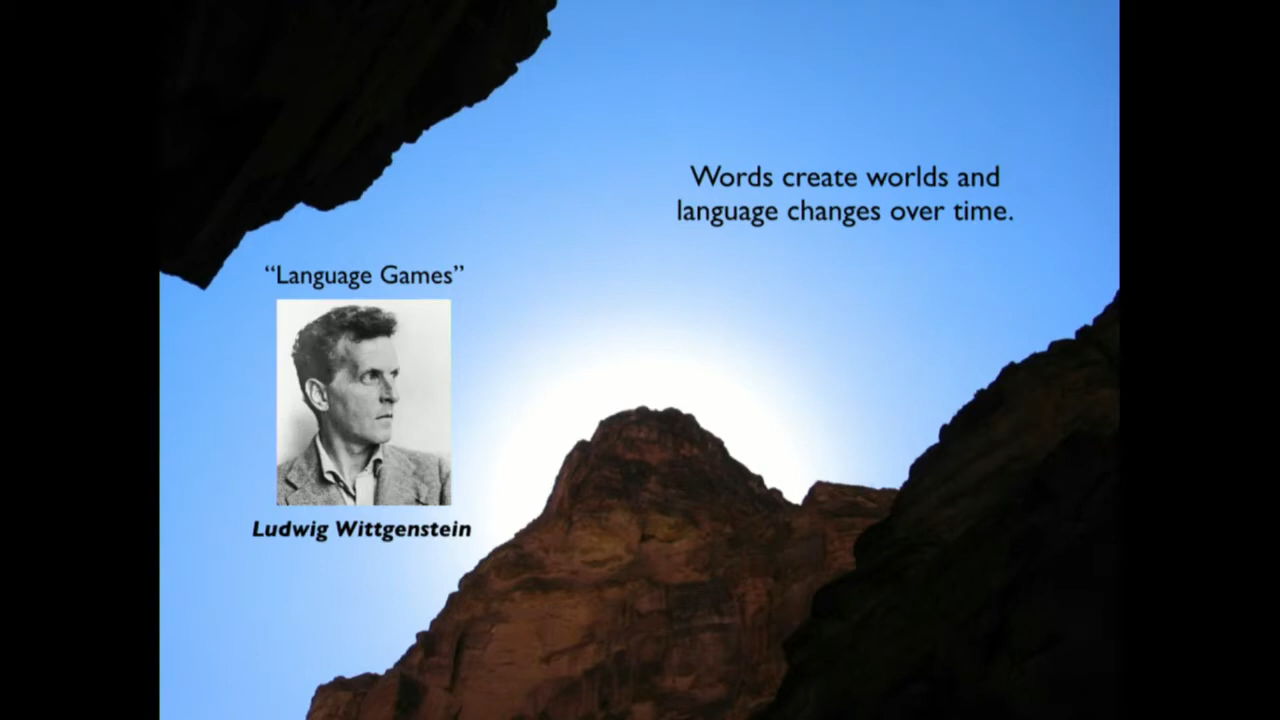 Words create worlds and
language changes over time.
“Language Games”
Ludwig Wittgenstein